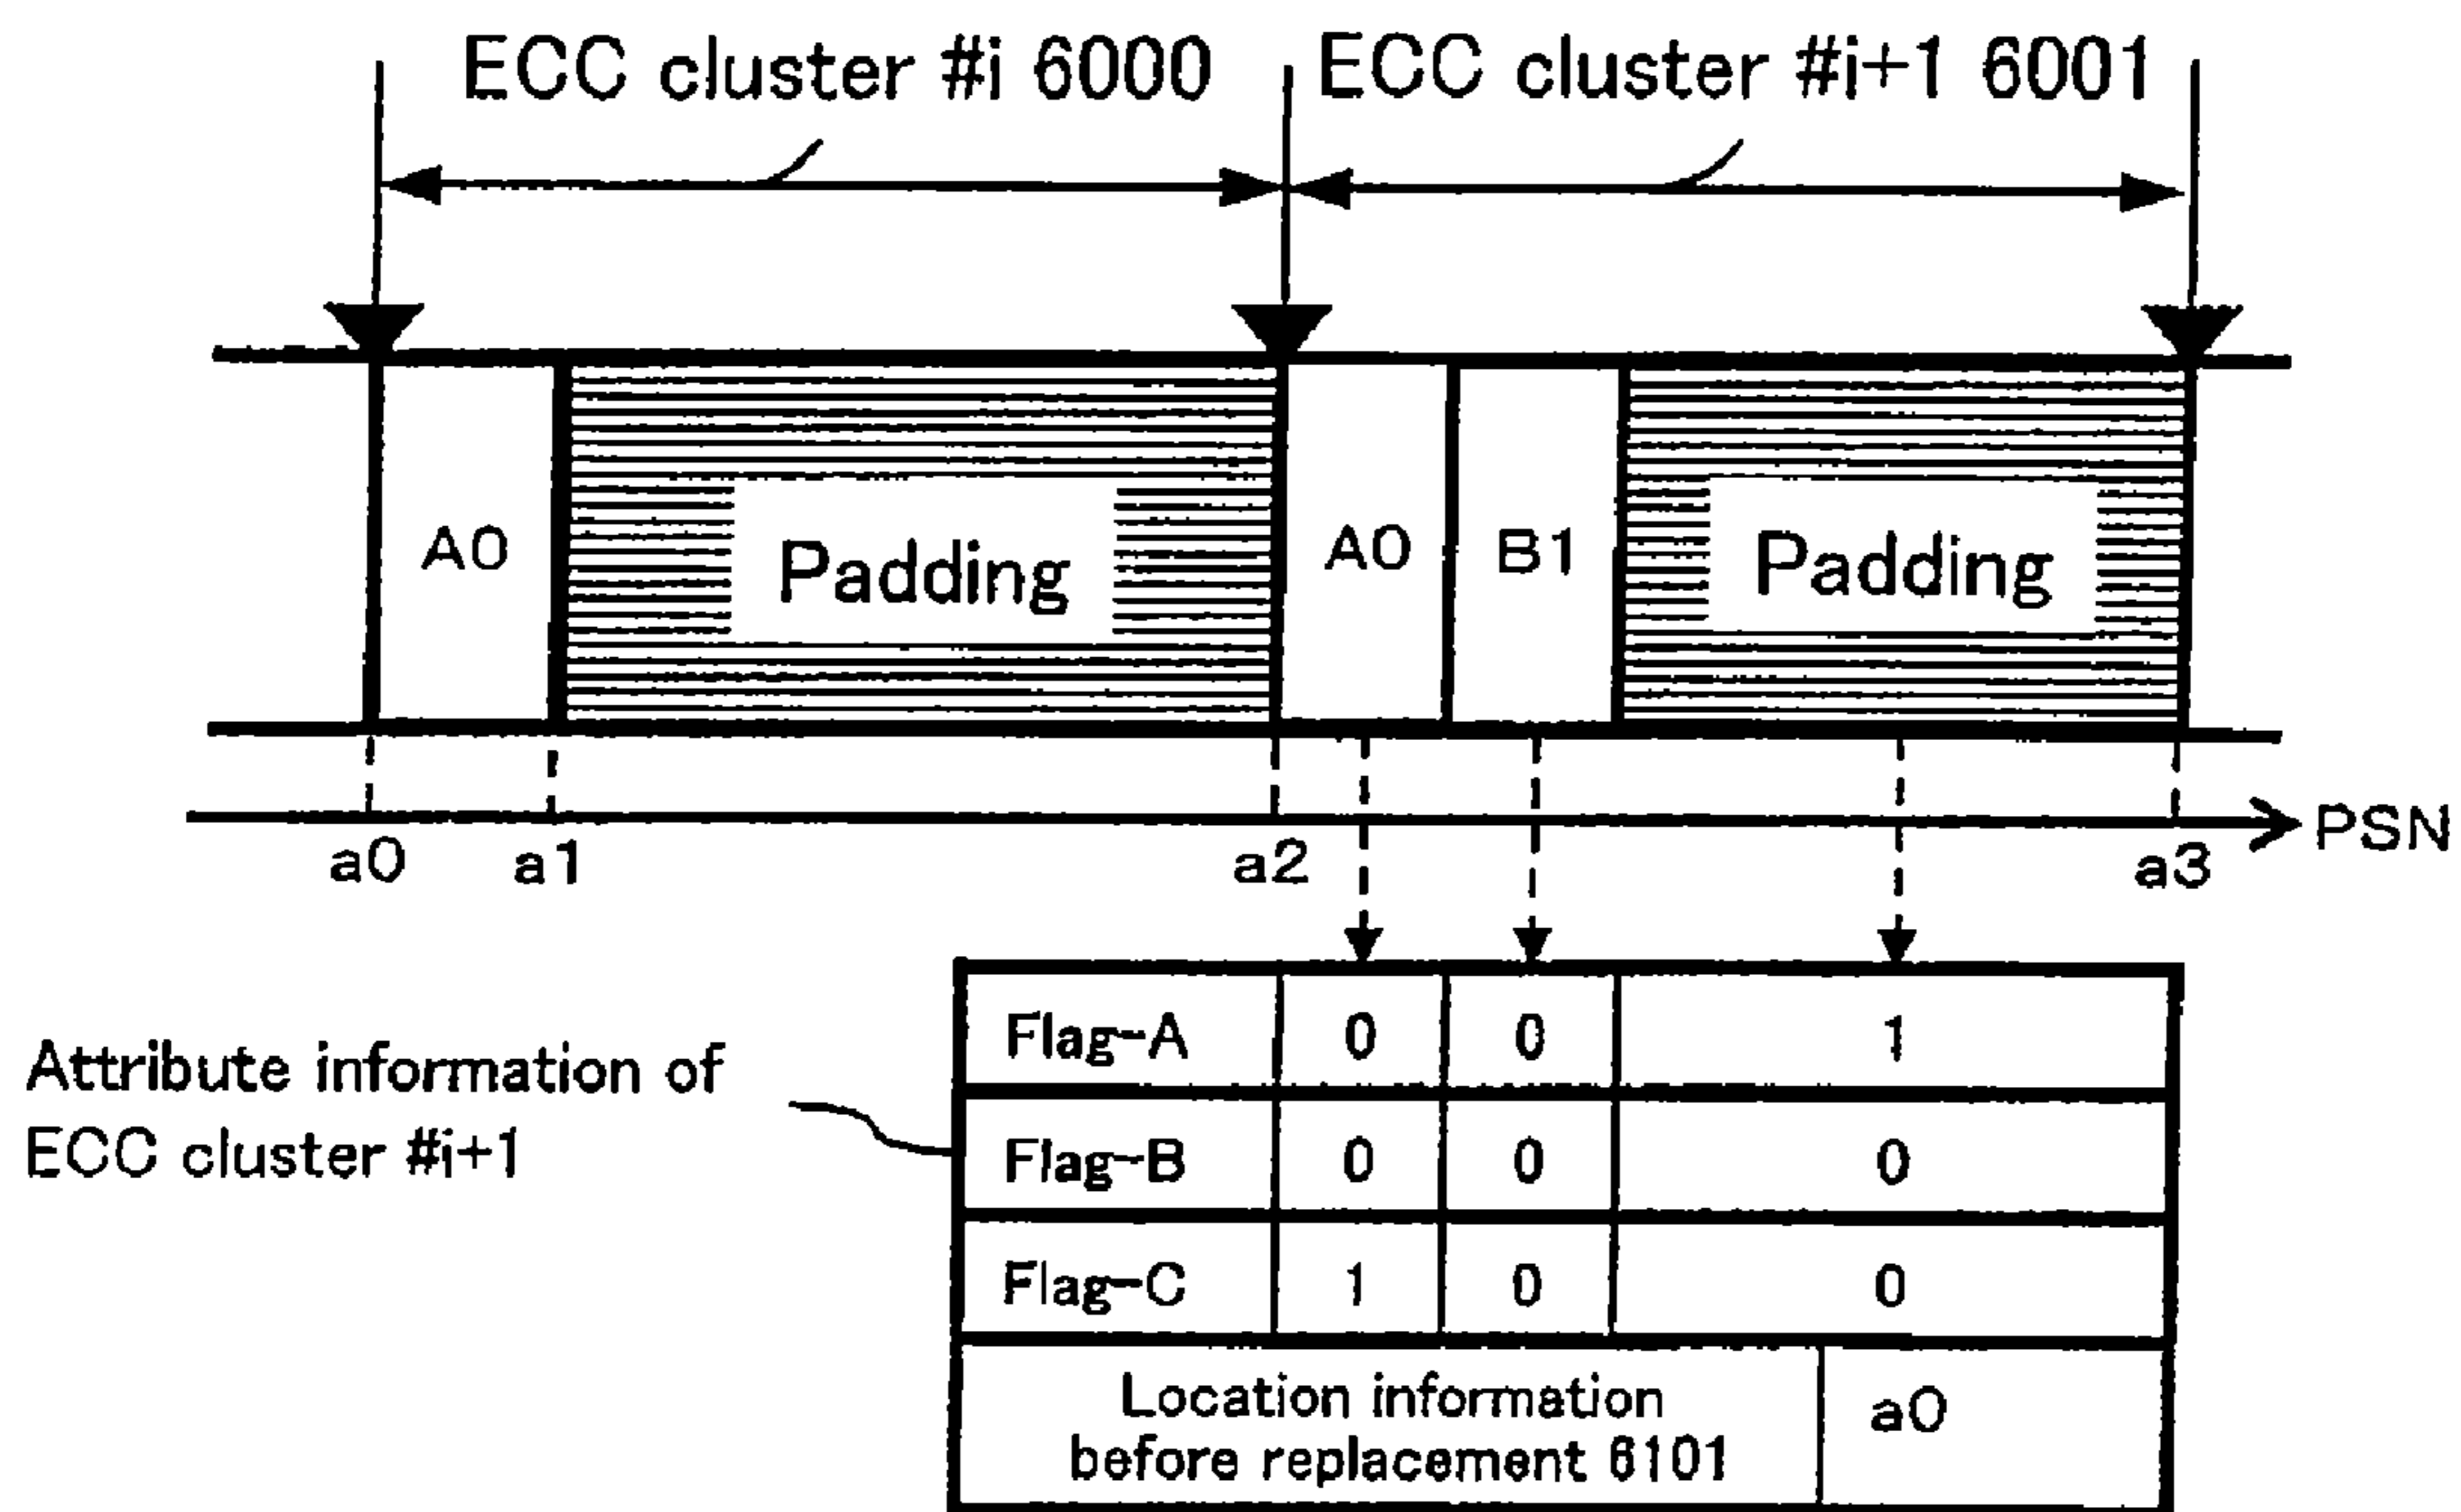 ECC cluster #i 6000 ECC cluster #i+1 6001
A0 Padding A0 B1 Padding
PSN
a0 a1 a2 a3
Attribute information of
ECC cluster #i+1
Flag-A 0 0 1
Flag-B 0 0 0
Flag-C 1 0 0
Location information
before replacement 6101
a0